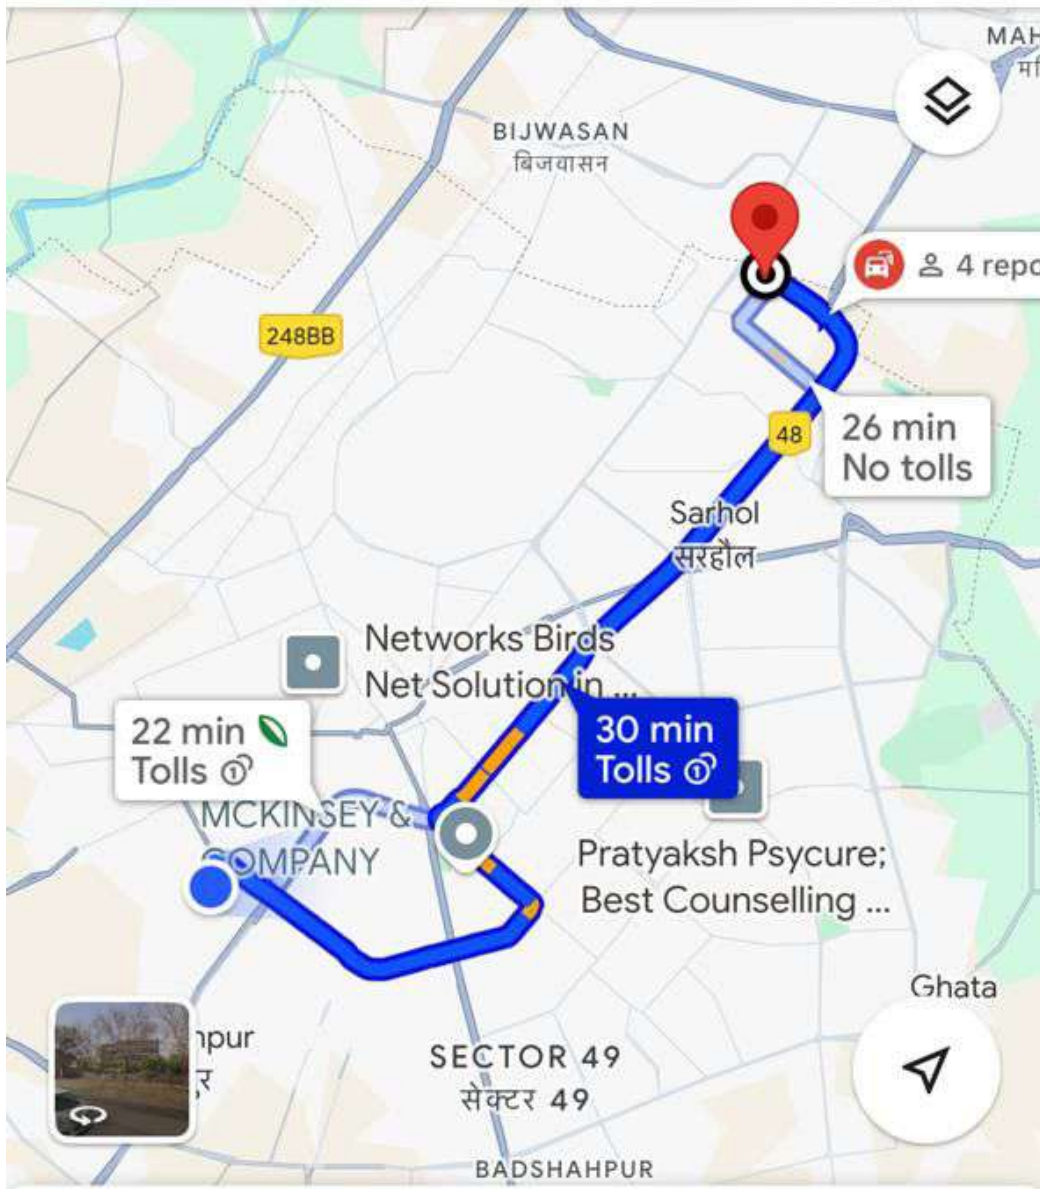 MAH
BIJWASAN
बिजवासन
4 repo
248BB
26 min
No tolls
48
Sarhol
सरहौल
Networks Birds
Net Solution in ...
22 min
Tolls
30 min
Tolls
MCKINSEY &
COMPANY
Pratyaksh Psycure;
Best Counselling ...
Ghata
npur
SECTOR 49
सेक्टर 49
BADSHAHPUR